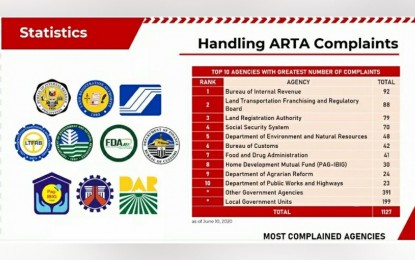 Statistics
Handling ARTA Complaints
TOP 10 AGENCIES WITH GREATEST NUMBER OF COMPLAINTS
RANK AGENCY TOTAL
1 Bureau of Internal Revenue 92
2 Land Transportation Franchising and Regulatory Board 88
3 Land Registration Authority 79
4 Social Security System 70
5 Department of Environment and Natural Resources 48
6 Bureau of Customs 42
7 Food and Drug Administration 41
8 Home Development Mutual Fund (PAG-IBIG) 30
9 Department of Agrarian Reform 24
10 Department of Public Works and Highways 23
* Other Government Agencies 391
* Local Government Units 199
TOTAL 1127
as of June 10, 2020
LTFRB
FDA
DAR
MOST COMPLAINED AGENCIES